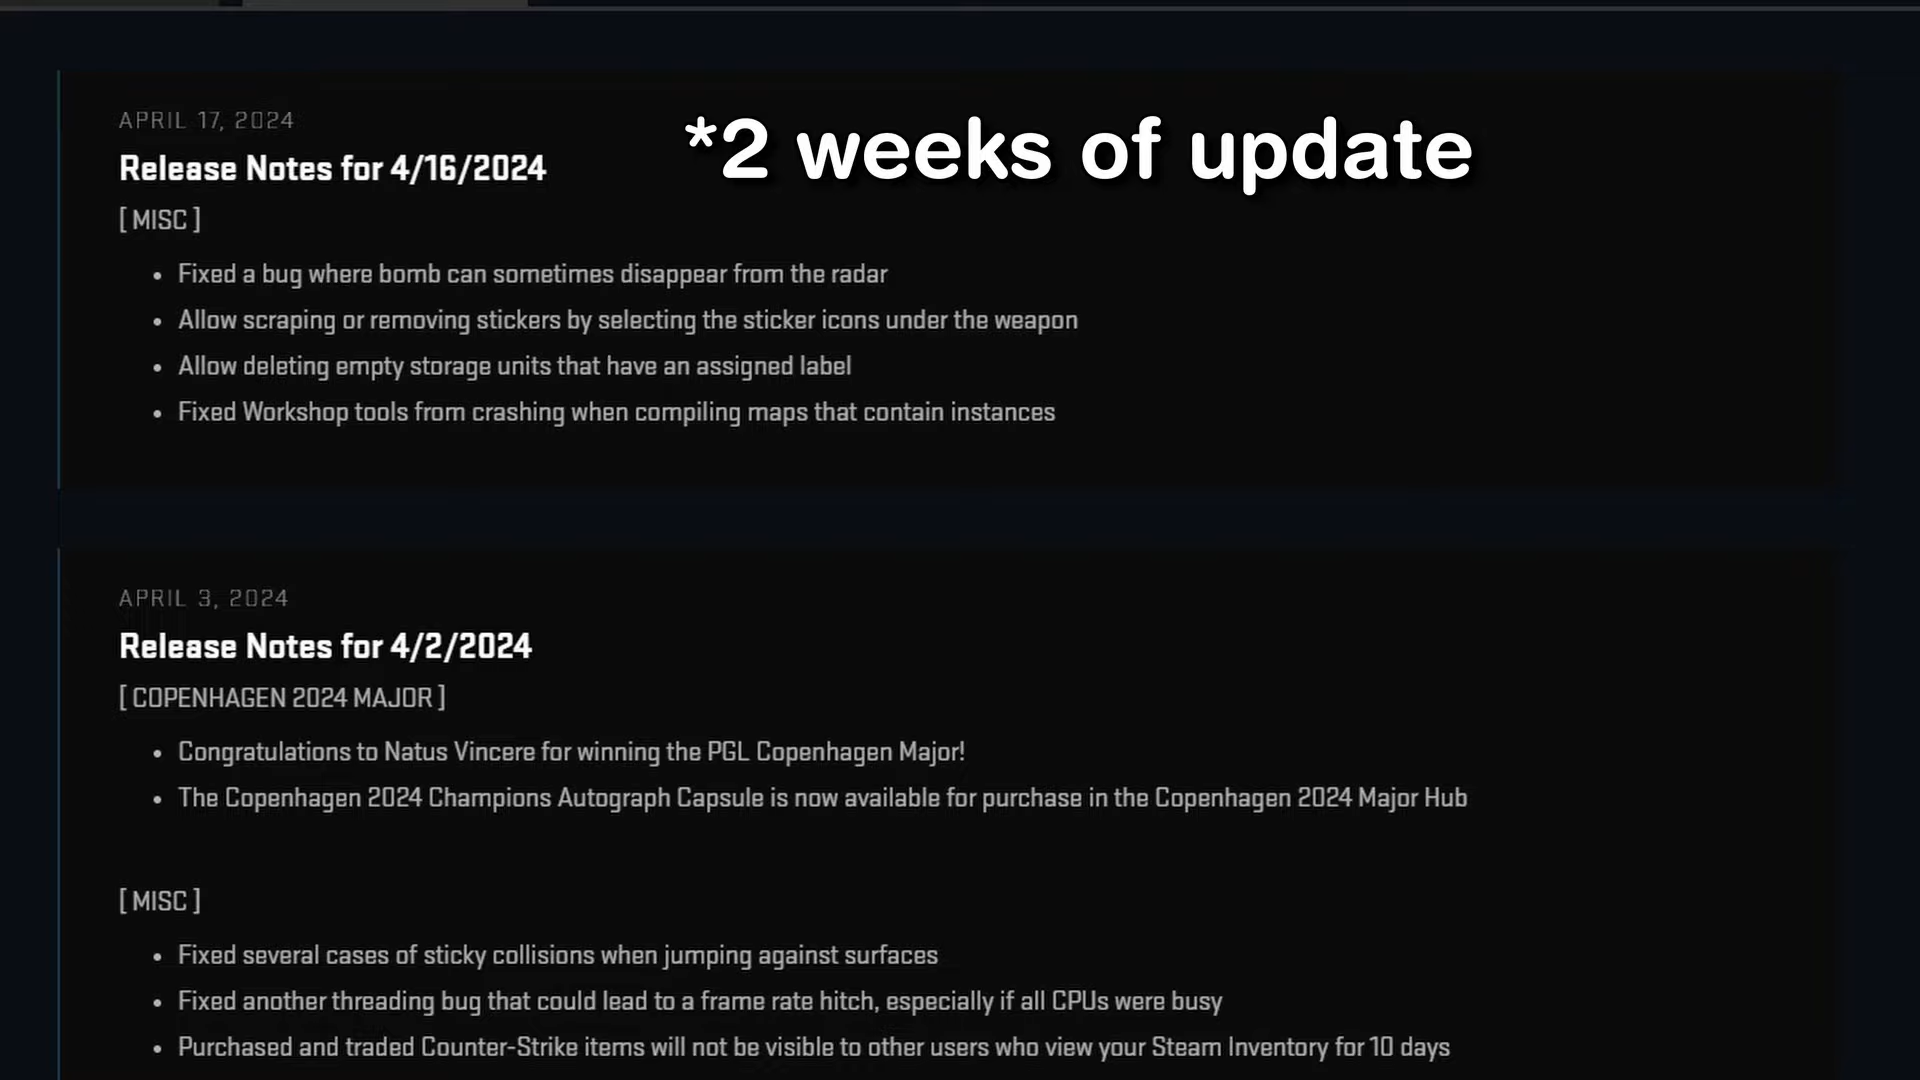 APRIL 17, 2024
*2 weeks of update
Release Notes for 4/16/2024
[ MISC ]
• Fixed a bug where bomb can sometimes disappear from the radar
• Allow scraping or removing stickers by selecting the sticker icons under the weapon
• Allow deleting empty storage units that have an assigned label
• Fixed Workshop tools from crashing when compiling maps that contain instances
APRIL 3, 2024
Release Notes for 4/2/2024
[ COPENHAGEN 2024 MAJOR ]
• Congratulations to Natus Vincere for winning the PGL Copenhagen Major!
• The Copenhagen 2024 Champions Autograph Capsule is now available for purchase in the Copenhagen 2024 Major Hub
[ MISC ]
• Fixed several cases of sticky collisions when jumping against surfaces
• Fixed another threading bug that could lead to a frame rate hitch, especially if all CPUs were busy
• Purchased and traded Counter-Strike items will not be visible to other users who view your Steam Inventory for 10 days